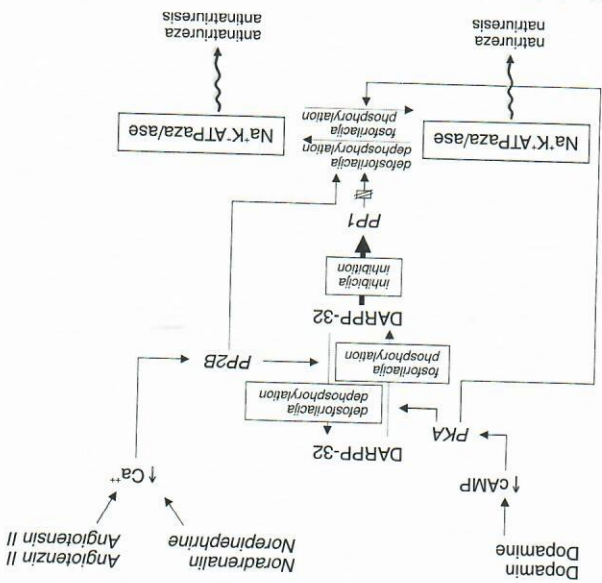 Dopamin
Dopamine
Noradrenalin
Norepinephrine
Angiotenzin II
Angiotensin II
↑cAMP
↑Ca⁺⁺
PKA
DARPP-32
defosforilacija
dephosphorylation
fosforilacija
phosphorylation
PP2B
DARPP-32
inhibicija
inhibition
PP1
defosforilacija
dephosphorylation
fosforilacija
phosphorylation
Na⁺K⁺ATPaza/ase
Na⁺K⁺ATPaza/ase
natriureza
natriuresis
antinatriureza
antinatriuresis